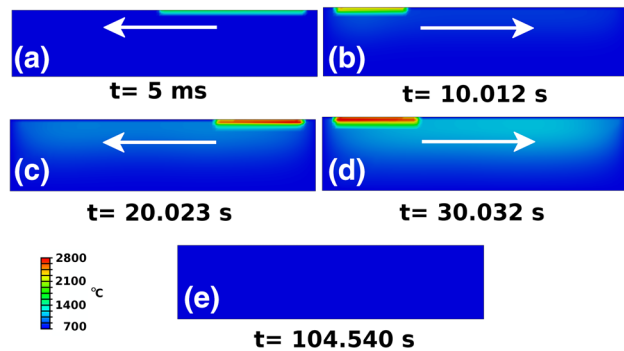 (a)
t= 5 ms
(b)
t= 10.012 s
(c)
t= 20.023 s
(d)
t= 30.032 s
2800
2100
1400
700
°C
(e)
t= 104.540 s